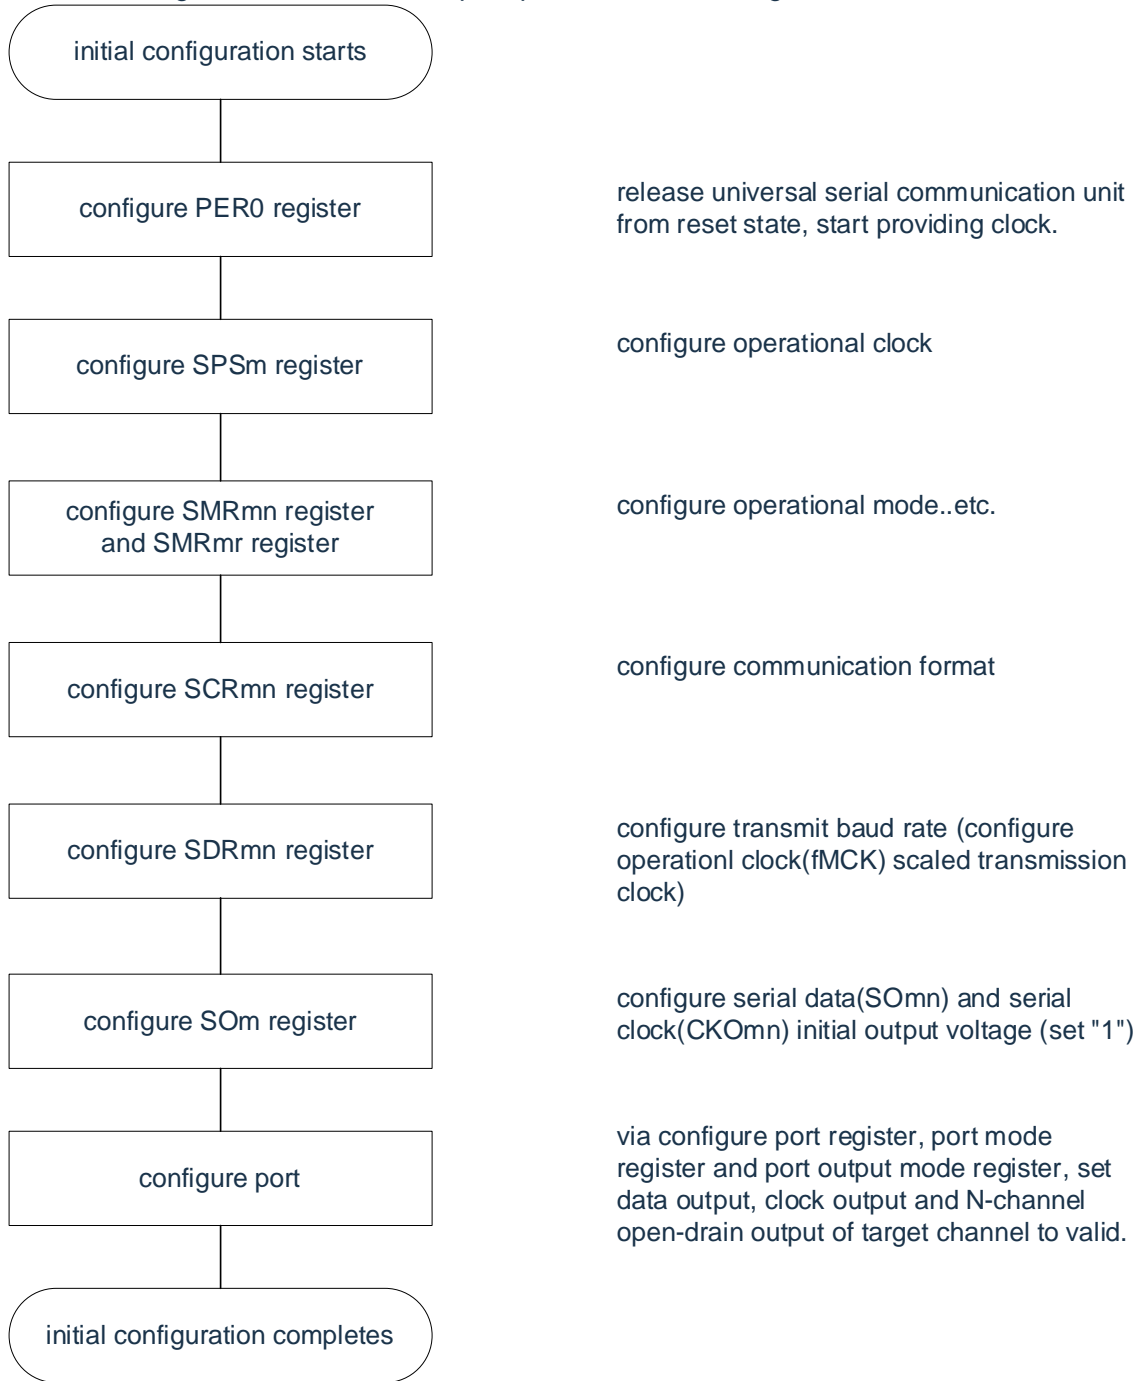 initial configuration starts
configure PER0 register
release universal serial communication unit
from reset state, start providing clock.
configure SPSm register
configure operational clock
configure SMRmn register
and SMRmr register
configure operational mode..etc.
configure SCRmn register
configure communication format
configure SDRmn register
configure transmit baud rate (configure
operationl clock(fMCK) scaled transmission
clock)
configure SOm register
configure serial data(SOmn) and serial
clock(CKOmn) initial output voltage (set "1")
configure port
via configure port register, port mode
register and port output mode register, set
data output, clock output and N-channel
open-drain output of target channel to valid.
initial configuration completes